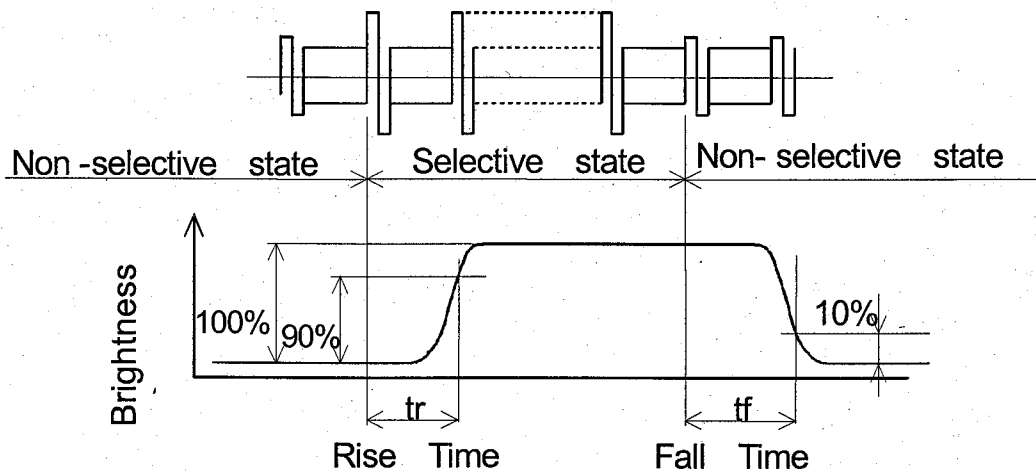 Non -selective state
Selective state
Non- selective state
Brightness
100%
90%
10%
tr
tf
Rise Time
Fall Time